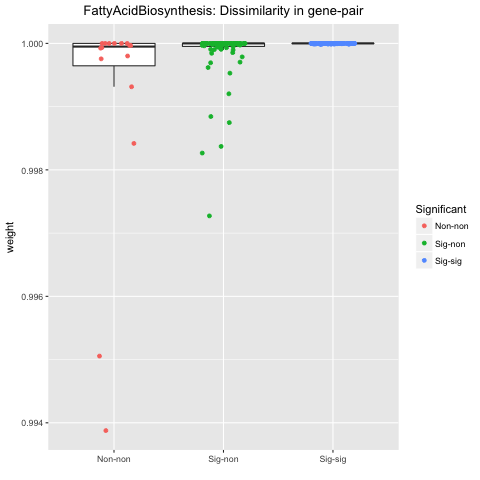 FattyAcidBiosynthesis: Dissimilarity in gene-pair
1.000
0.998
0.996
0.994
weight
Non-non
Sig-non
Sig-sig
Significant
Non-non
Sig-non
Sig-sig